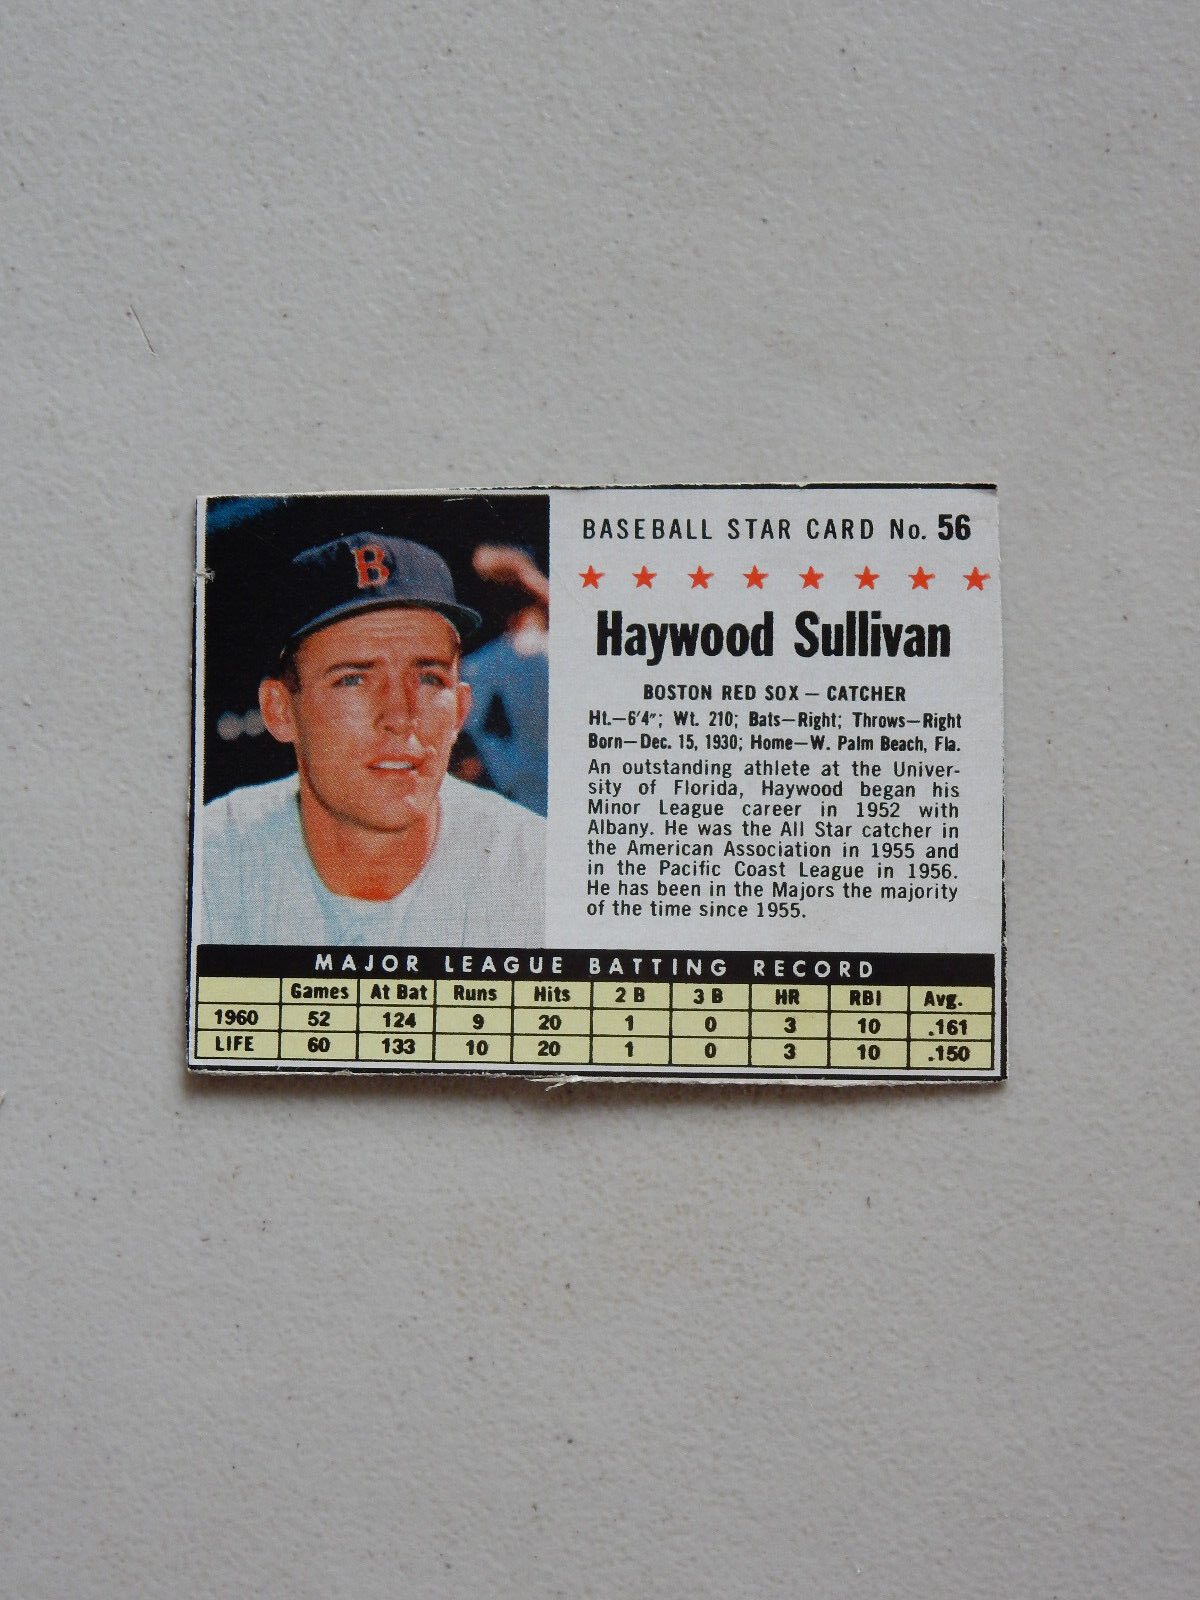 B
BASEBALL STAR CARD No. 56
Haywood Sullivan
BOSTON RED SOX – CATCHER
Ht.–6'4"; Wt. 210; Bats–Right; Throws–Right
Born–Dec. 15, 1930; Home–W. Palm Beach, Fla.
An outstanding athlete at the Univer-
sity of Florida, Haywood began his
Minor League career in 1952 with
Albany. He was the All Star catcher in
the American Association in 1955 and
in the Pacific Coast League in 1956.
He has been in the Majors the majority
of the time since 1955.
MAJOR LEAGUE BATTING RECORD
Games At Bat Runs Hits 2 B 3 B HR RBI Avg.
1960 52 124 9 20 1 0 3 10 .161
LIFE 60 133 10 20 1 0 3 10 .150